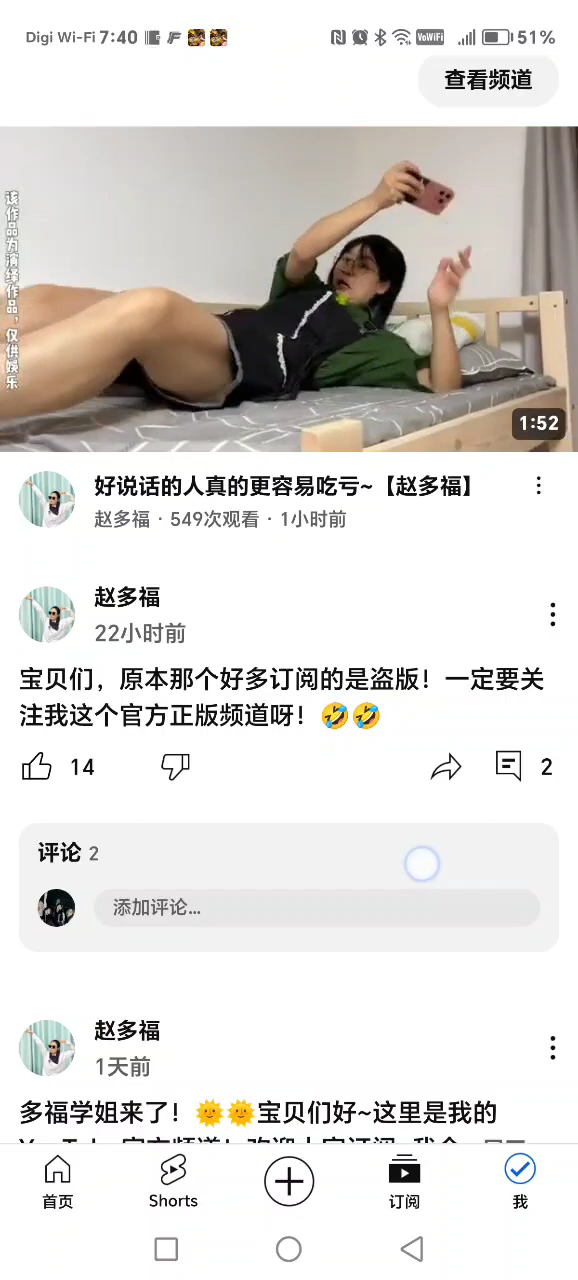 Digi Wi-Fi 7:40 VoWiFi 51%
查看频道
该作品为演绎作品，仅供娱乐
1:52
好说话的人真的更容易吃亏~【赵多福】
赵多福 · 549次观看 · 1小时前
赵多福
22小时前
宝贝们，原本那个好多订阅的是盗版！一定要关
注我这个官方正版频道呀！🤣🤣
14 2
评论 2
添加评论...
赵多福
1天前
多福学姐来了！🌞🌞宝贝们好~这里是我的
首页 Shorts 订阅 我